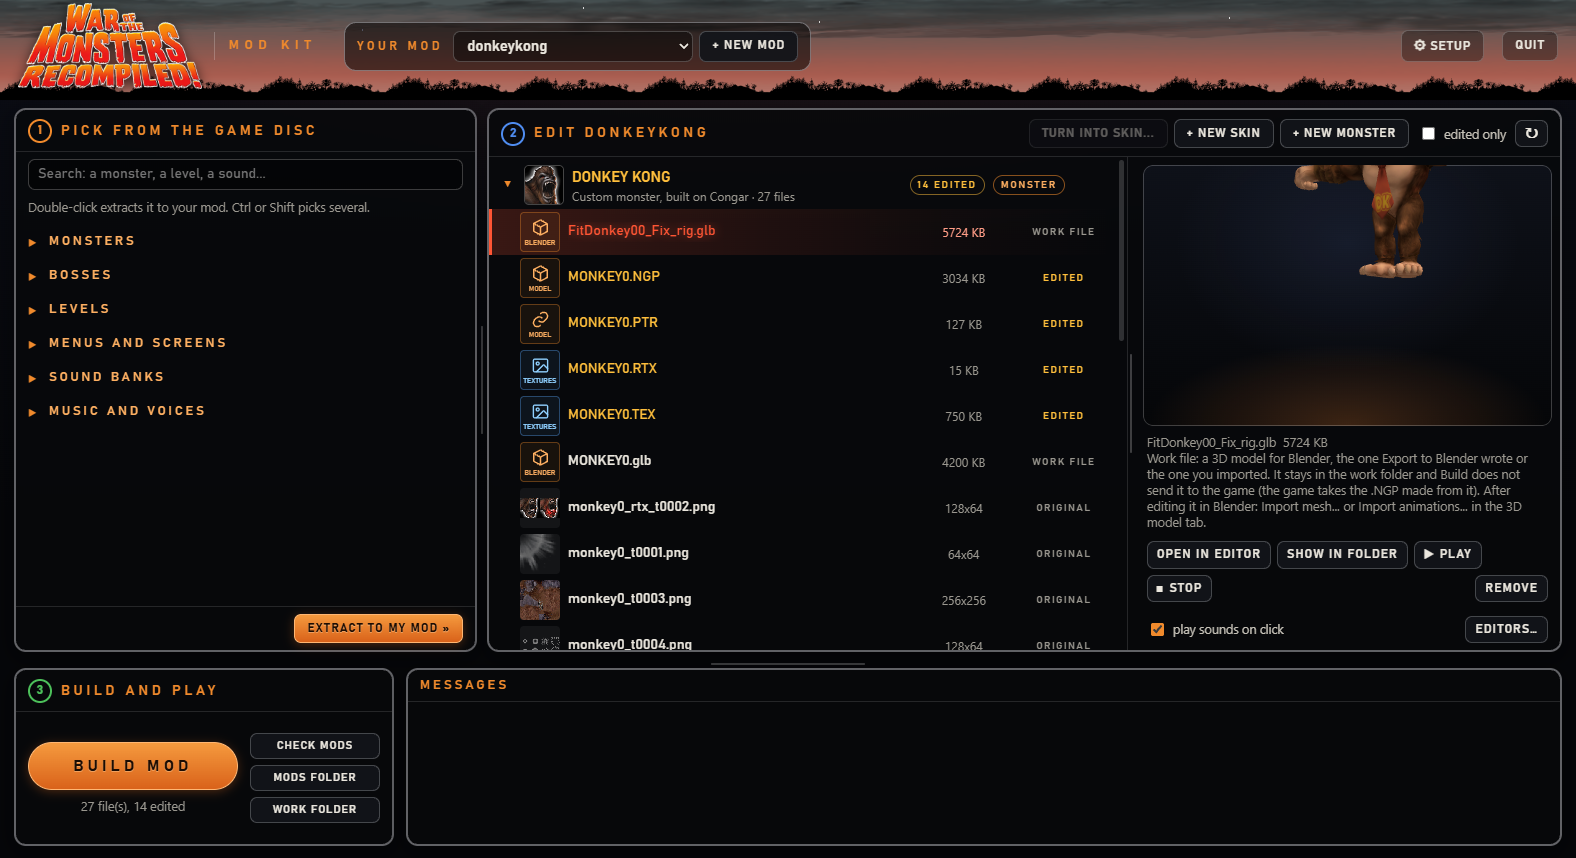 WAR OF THE MONSTERS RECOMPILED!
MOD KIT
YOUR MOD
donkeykong
+ NEW MOD
⚙ SETUP
QUIT
1 PICK FROM THE GAME DISC
Search: a monster, a level, a sound...
Double-click extracts it to your mod. Ctrl or Shift picks several.
▶ MONSTERS
▶ BOSSES
▶ LEVELS
▶ MENUS AND SCREENS
▶ SOUND BANKS
▶ MUSIC AND VOICES
EXTRACT TO MY MOD »
2 EDIT DONKEYKONG
TURN INTO SKIN...
+ NEW SKIN
+ NEW MONSTER
edited only
↻
▼ DONKEY KONG
Custom monster, built on Congar · 27 files
14 EDITED
MONSTER
BLENDER FitDonkey00_Fix_rig.glb 5724 KB WORK FILE
MODEL MONKEY0.NGP 3034 KB EDITED
MODEL MONKEY0.PTR 127 KB EDITED
TEXTURES MONKEY0.RTX 15 KB EDITED
TEXTURES MONKEY0.TEX 750 KB EDITED
BLENDER MONKEY0.glb 4200 KB WORK FILE
monkey0_rtx_t0002.png 128x64 ORIGINAL
monkey0_t0001.png 64x64 ORIGINAL
monkey0_t0003.png 256x256 ORIGINAL
monkey0_t0004.png 128x64 ORIGINAL
DK
FitDonkey00_Fix_rig.glb 5724 KB
Work file: a 3D model for Blender, the one Export to Blender wrote or
the one you imported. It stays in the work folder and Build does not
send it to the game (the game takes the .NGP made from it). After
editing it in Blender: Import mesh... or Import animations... in the 3D
model tab.
OPEN IN EDITOR
SHOW IN FOLDER
▶ PLAY
■ STOP
REMOVE
play sounds on click
EDITORS...
3 BUILD AND PLAY
BUILD MOD
27 file(s), 14 edited
CHECK MODS
MODS FOLDER
WORK FOLDER
MESSAGES